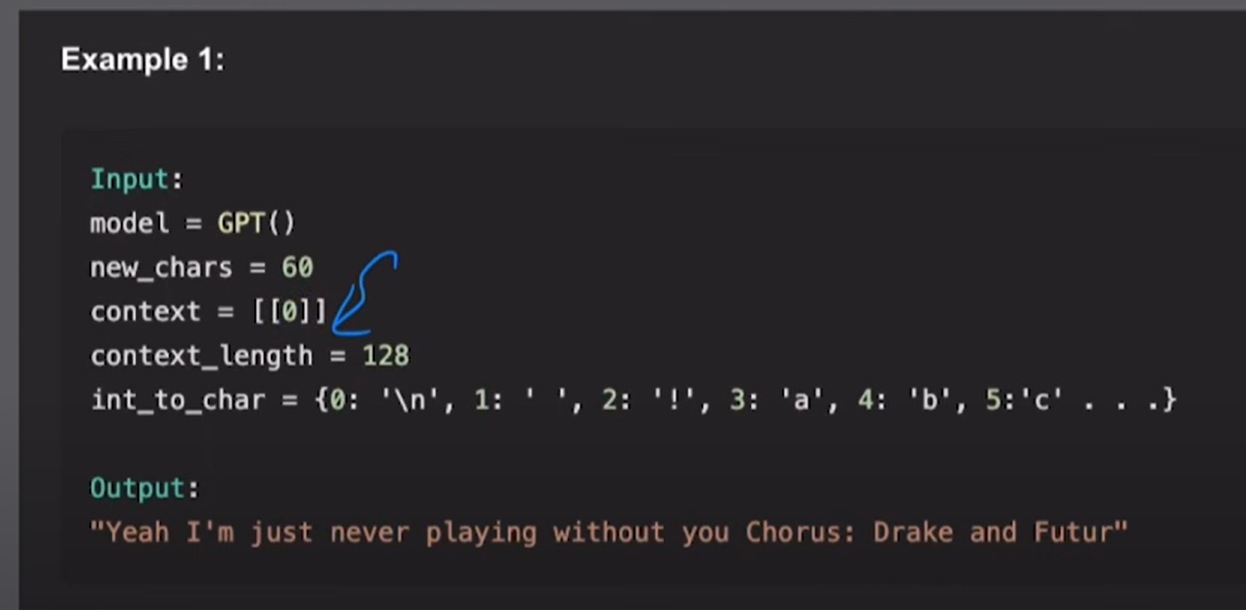 Example 1:
Input:
model = GPT()
new_chars = 60
context = [[0]]
context_length = 128
int_to_char = {0: '\n', 1: ' ', 2: '!', 3: 'a', 4: 'b', 5:'c' . . .}
Output:
"Yeah I'm just never playing without you Chorus: Drake and Futur"